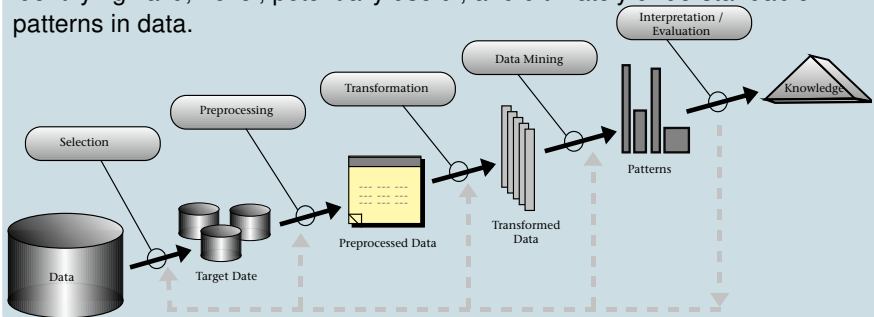 patterns in data.
Interpretation /
Evaluation
Data Mining
Transformation
Preprocessing
Selection
Knowledge
Patterns
Transformed
Data
Preprocessed Data
Target Date
Data